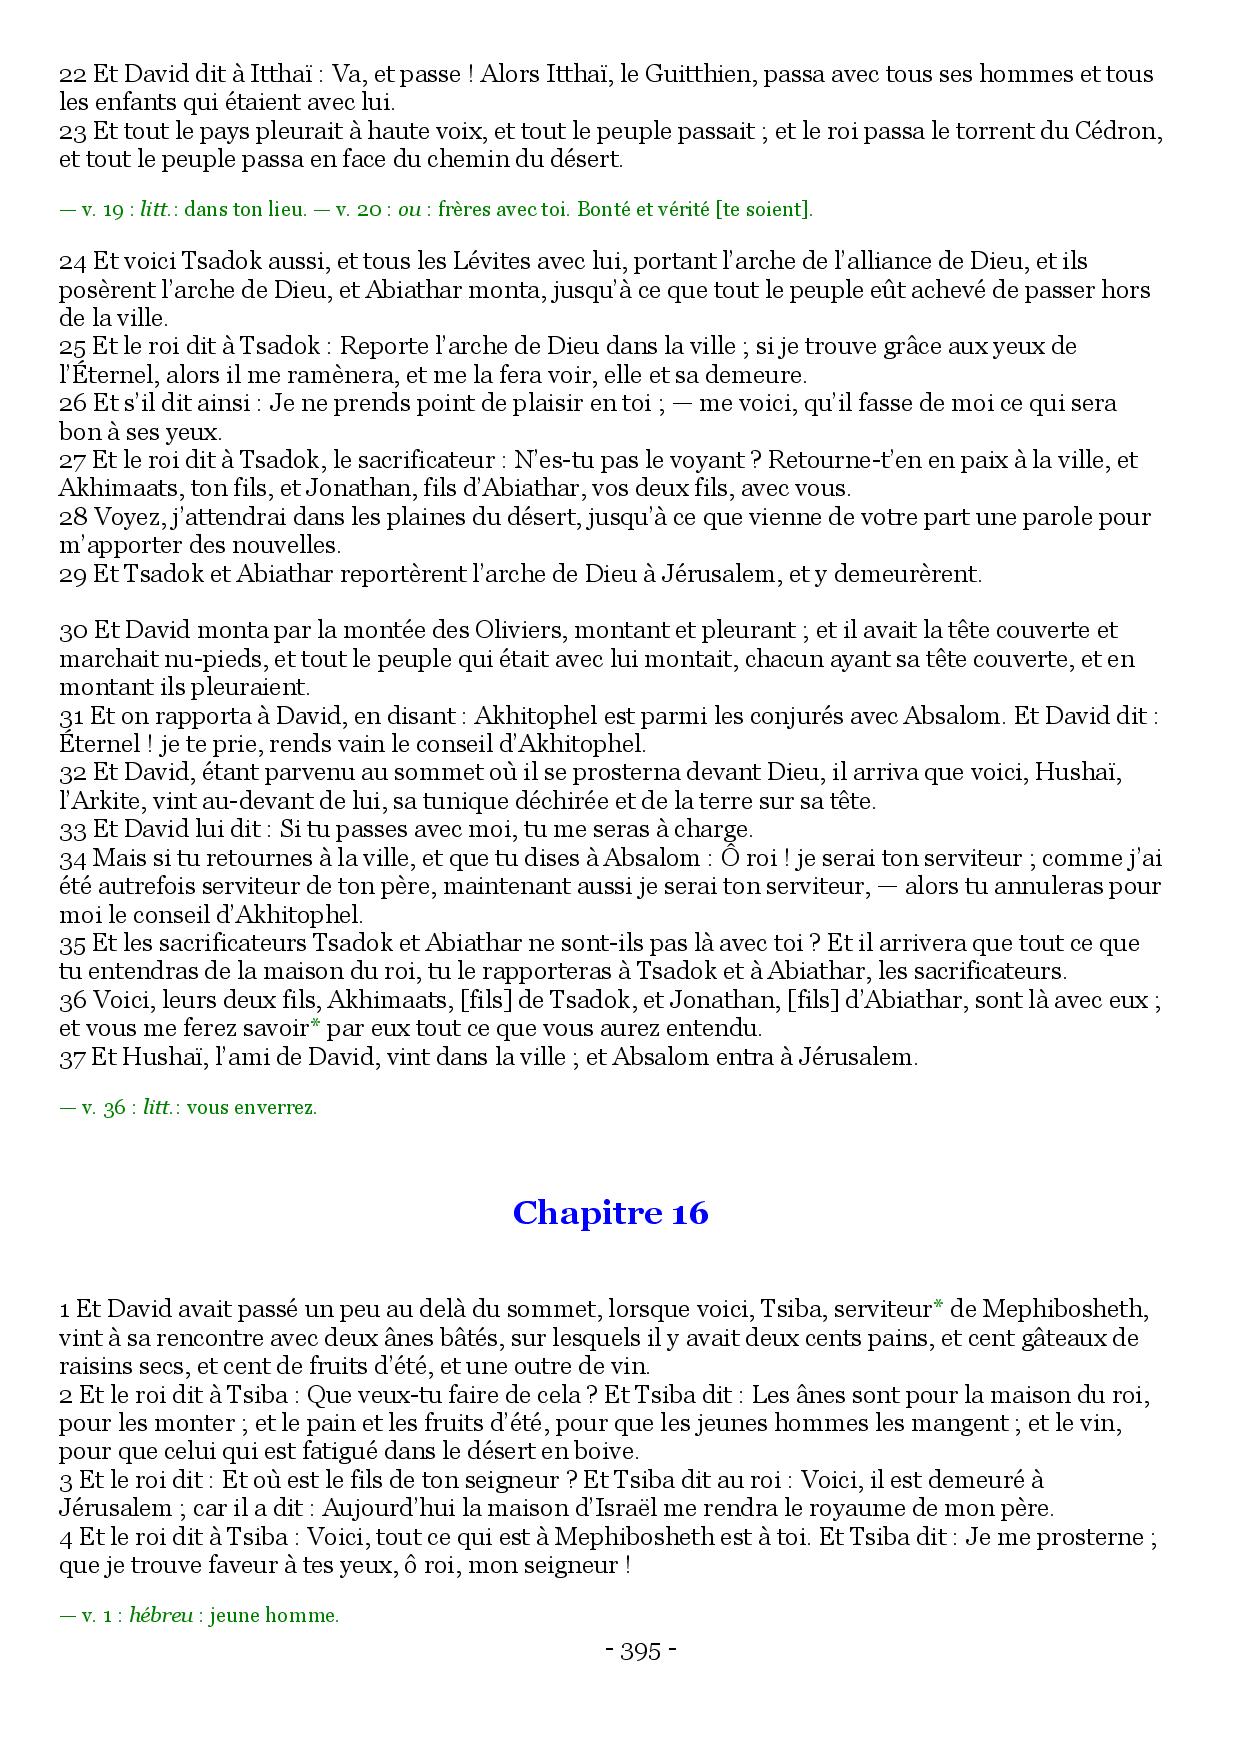 22 Et David dit à Itthaï : Va, et passe ! Alors Itthaï, le Guitthien, passa avec tous ses hommes et tous
les enfants qui étaient avec lui.
23 Et tout le pays pleurait à haute voix, et tout le peuple passait ; et le roi passa le torrent du Cédron,
et tout le peuple passa en face du chemin du désert.
— v. 19 : litt.: dans ton lieu. — v. 20 : ou : frères avec toi. Bonté et vérité [te soient].
24 Et voici Tsadok aussi, et tous les Lévites avec lui, portant l’arche de l’alliance de Dieu, et ils
posèrent l’arche de Dieu, et Abiathar monta, jusqu’à ce que tout le peuple eût achevé de passer hors
de la ville.
25 Et le roi dit à Tsadok : Reporte l’arche de Dieu dans la ville ; si je trouve grâce aux yeux de
l’Éternel, alors il me ramènera, et me la fera voir, elle et sa demeure.
26 Et s’il dit ainsi : Je ne prends point de plaisir en toi ; — me voici, qu’il fasse de moi ce qui sera
bon à ses yeux.
27 Et le roi dit à Tsadok, le sacrificateur : N’es-tu pas le voyant ? Retourne-t’en en paix à la ville, et
Akhimaats, ton fils, et Jonathan, fils d’Abiathar, vos deux fils, avec vous.
28 Voyez, j’attendrai dans les plaines du désert, jusqu’à ce que vienne de votre part une parole pour
m’apporter des nouvelles.
29 Et Tsadok et Abiathar reportèrent l’arche de Dieu à Jérusalem, et y demeurèrent.
30 Et David monta par la montée des Oliviers, montant et pleurant ; et il avait la tête couverte et
marchait nu-pieds, et tout le peuple qui était avec lui montait, chacun ayant sa tête couverte, et en
montant ils pleuraient.
31 Et on rapporta à David, en disant : Akhitophel est parmi les conjurés avec Absalom. Et David dit :
Éternel ! je te prie, rends vain le conseil d’Akhitophel.
32 Et David, étant parvenu au sommet où il se prosterna devant Dieu, il arriva que voici, Hushaï,
l’Arkite, vint au-devant de lui, sa tunique déchirée et de la terre sur sa tête.
33 Et David lui dit : Si tu passes avec moi, tu me seras à charge.
34 Mais si tu retournes à la ville, et que tu dises à Absalom : Ô roi ! je serai ton serviteur ; comme j’ai
été autrefois serviteur de ton père, maintenant aussi je serai ton serviteur, — alors tu annuleras pour
moi le conseil d’Akhitophel.
35 Et les sacrificateurs Tsadok et Abiathar ne sont-ils pas là avec toi ? Et il arrivera que tout ce que
tu entendras de la maison du roi, tu le rapporteras à Tsadok et à Abiathar, les sacrificateurs.
36 Voici, leurs deux fils, Akhimaats, [fils] de Tsadok, et Jonathan, [fils] d’Abiathar, sont là avec eux ;
et vous me ferez savoir* par eux tout ce que vous aurez entendu.
37 Et Hushaï, l’ami de David, vint dans la ville ; et Absalom entra à Jérusalem.
— v. 36 : litt.: vous enverrez.
Chapitre 16
1 Et David avait passé un peu au delà du sommet, lorsque voici, Tsiba, serviteur* de Mephibosheth,
vint à sa rencontre avec deux ânes bâtés, sur lesquels il y avait deux cents pains, et cent gâteaux de
raisins secs, et cent de fruits d’été, et une outre de vin.
2 Et le roi dit à Tsiba : Que veux-tu faire de cela ? Et Tsiba dit : Les ânes sont pour la maison du roi,
pour les monter ; et le pain et les fruits d’été, pour que les jeunes hommes les mangent ; et le vin,
pour que celui qui est fatigué dans le désert en boive.
3 Et le roi dit : Et où est le fils de ton seigneur ? Et Tsiba dit au roi : Voici, il est demeuré à
Jérusalem ; car il a dit : Aujourd’hui la maison d’Israël me rendra le royaume de mon père.
4 Et le roi dit à Tsiba : Voici, tout ce qui est à Mephibosheth est à toi. Et Tsiba dit : Je me prosterne ;
que je trouve faveur à tes yeux, ô roi, mon seigneur !
— v. 1 : hébreu : jeune homme.
- 395 -